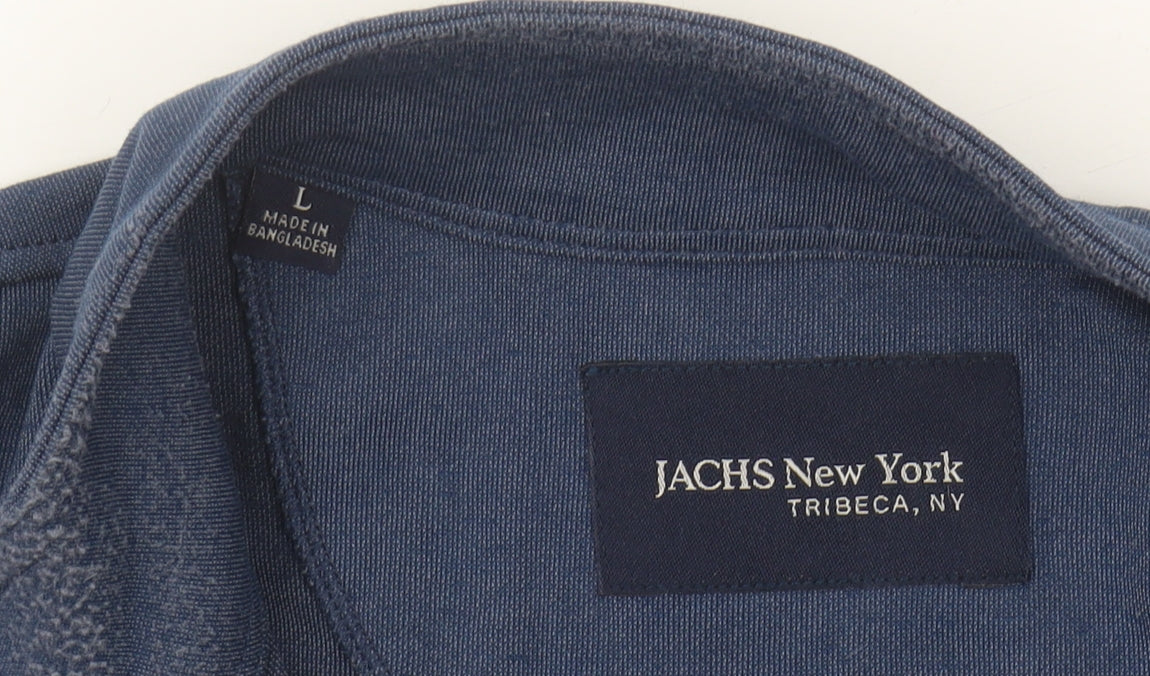 L
MADE IN
BANGLADESH
JACHS New York
TRIBECA, NY